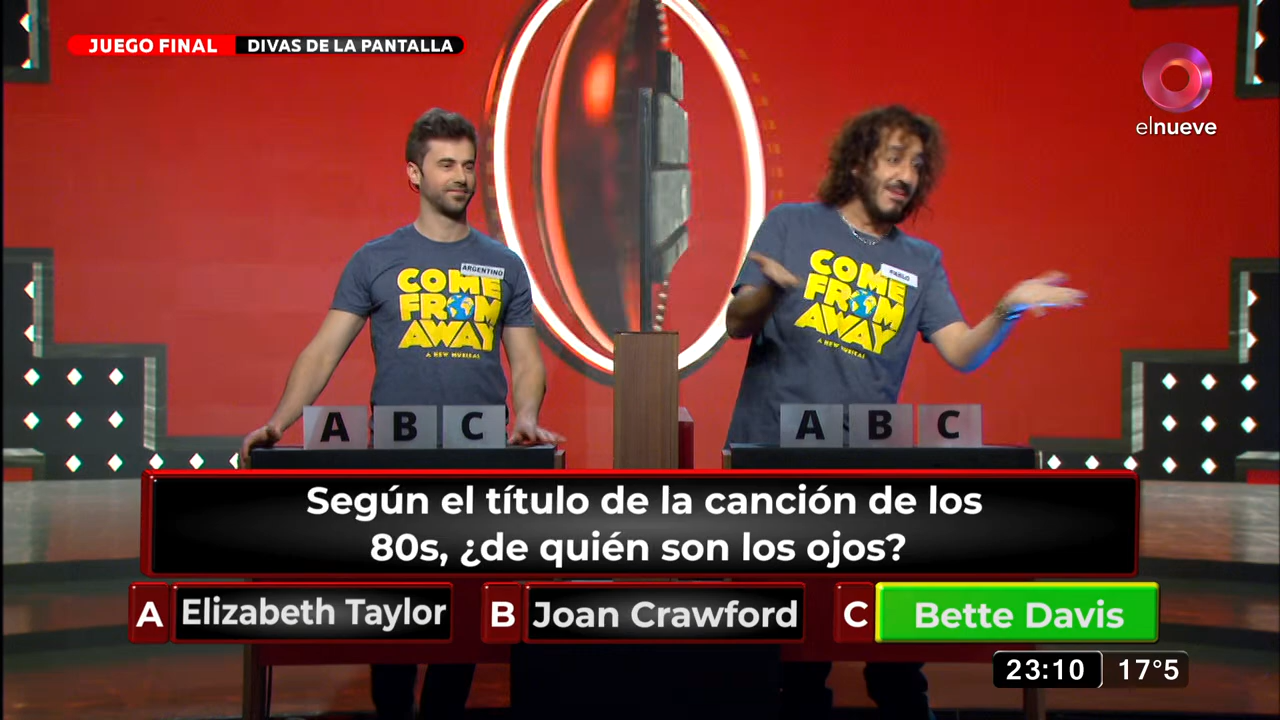 JUEGO FINAL DIVAS DE LA PANTALLA
elnueve
ARGENTINO
COME
FROM
AWAY
A NEW MUSICAL
PABLO
COME
FROM
AWAY
A NEW MUSICAL
A B C
A B C
Según el título de la canción de los
80s, ¿de quién son los ojos?
A Elizabeth Taylor B Joan Crawford C Bette Davis
23:10 17°5